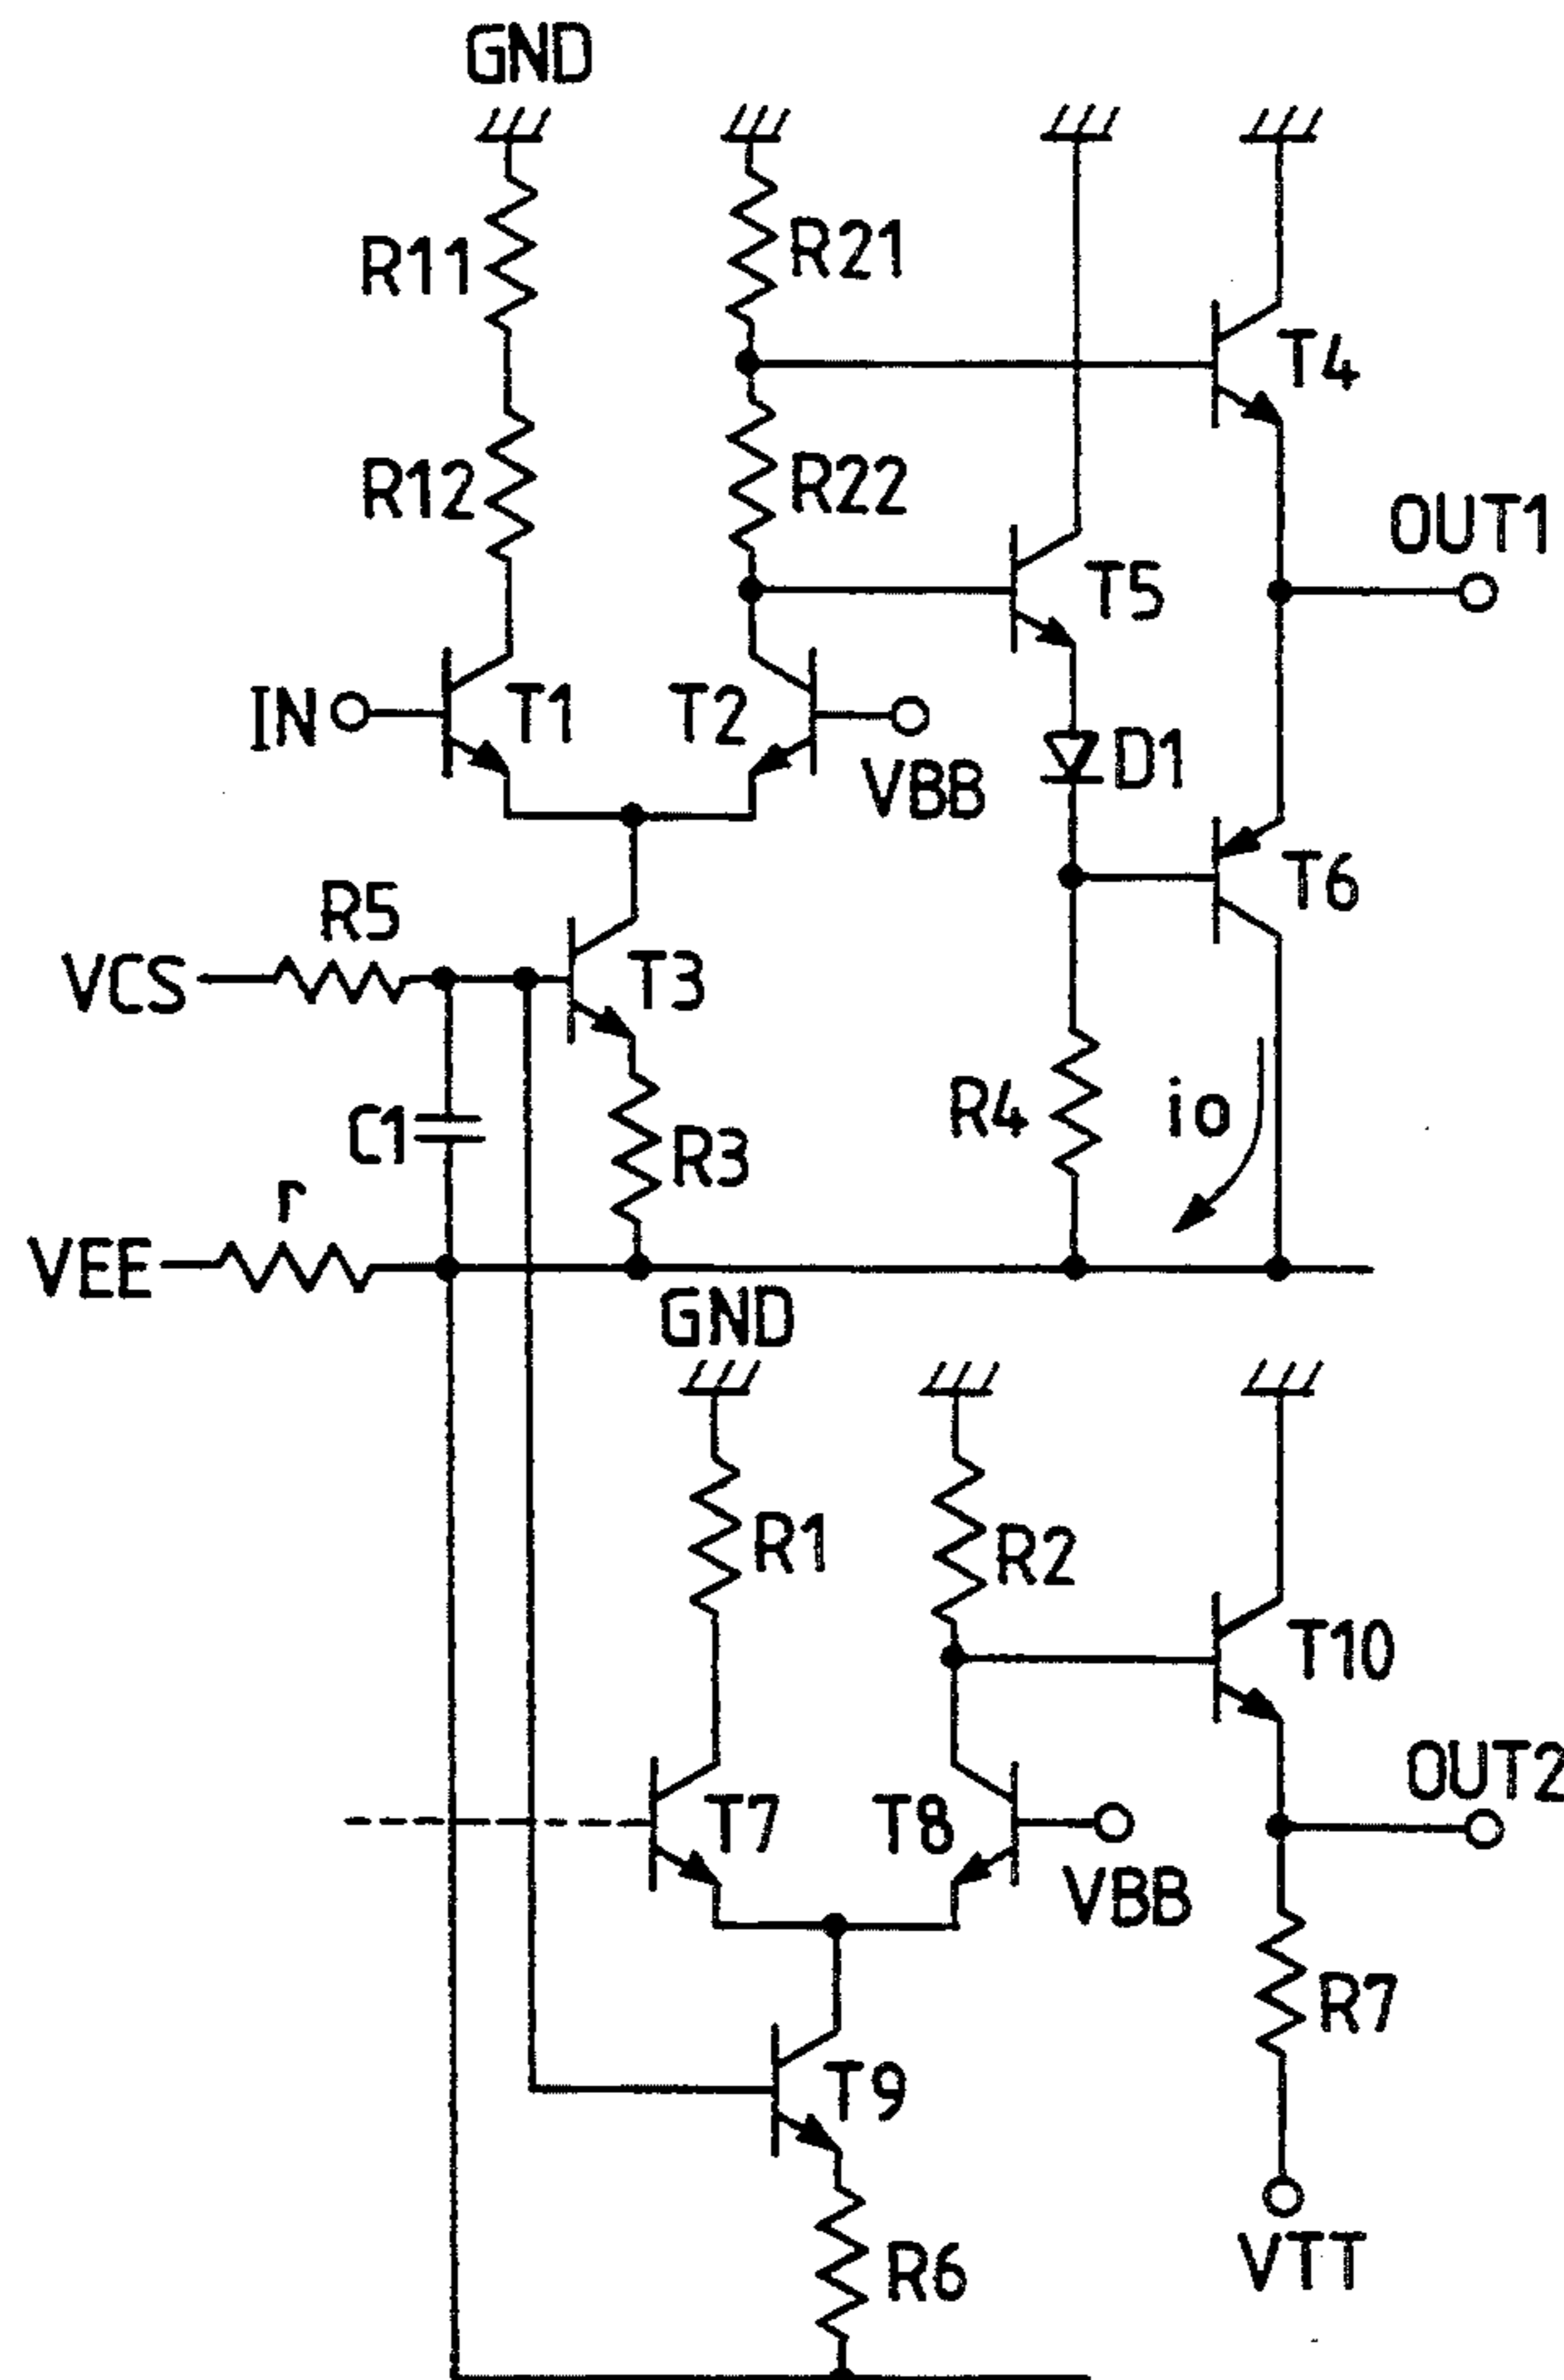 GND
R11
R21
T4
R12
R22
OUT1
T5
IN
T1
T2
D1
VBB
R5
T6
VCS
T3
C1
R4
io
R3
r
VEE
GND
R1
R2
T10
OUT2
T7
T8
VBB
R7
T9
R6
VTT